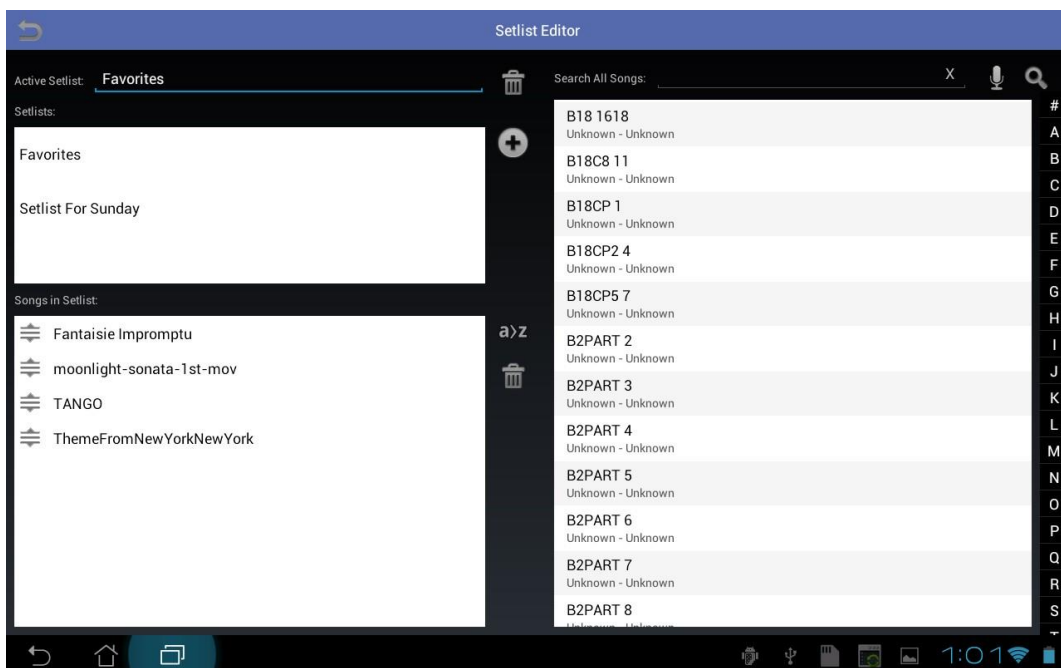 Setlist Editor
Active Setlist: Favorites
Setlists:
Favorites
Setlist For Sunday
Songs in Setlist:
Fantaisie Impromptu
moonlight-sonata-1st-mov
TANGO
ThemeFromNewYorkNewYork
a>z
Search All Songs: X
B18 1618
Unknown - Unknown
B18C8 11
Unknown - Unknown
B18CP 1
Unknown - Unknown
B18CP2 4
Unknown - Unknown
B18CP5 7
Unknown - Unknown
B2PART 2
Unknown - Unknown
B2PART 3
Unknown - Unknown
B2PART 4
Unknown - Unknown
B2PART 5
Unknown - Unknown
B2PART 6
Unknown - Unknown
B2PART 7
Unknown - Unknown
B2PART 8
#
A
B
C
D
E
F
G
H
I
J
K
L
M
N
O
P
Q
R
S
1:01